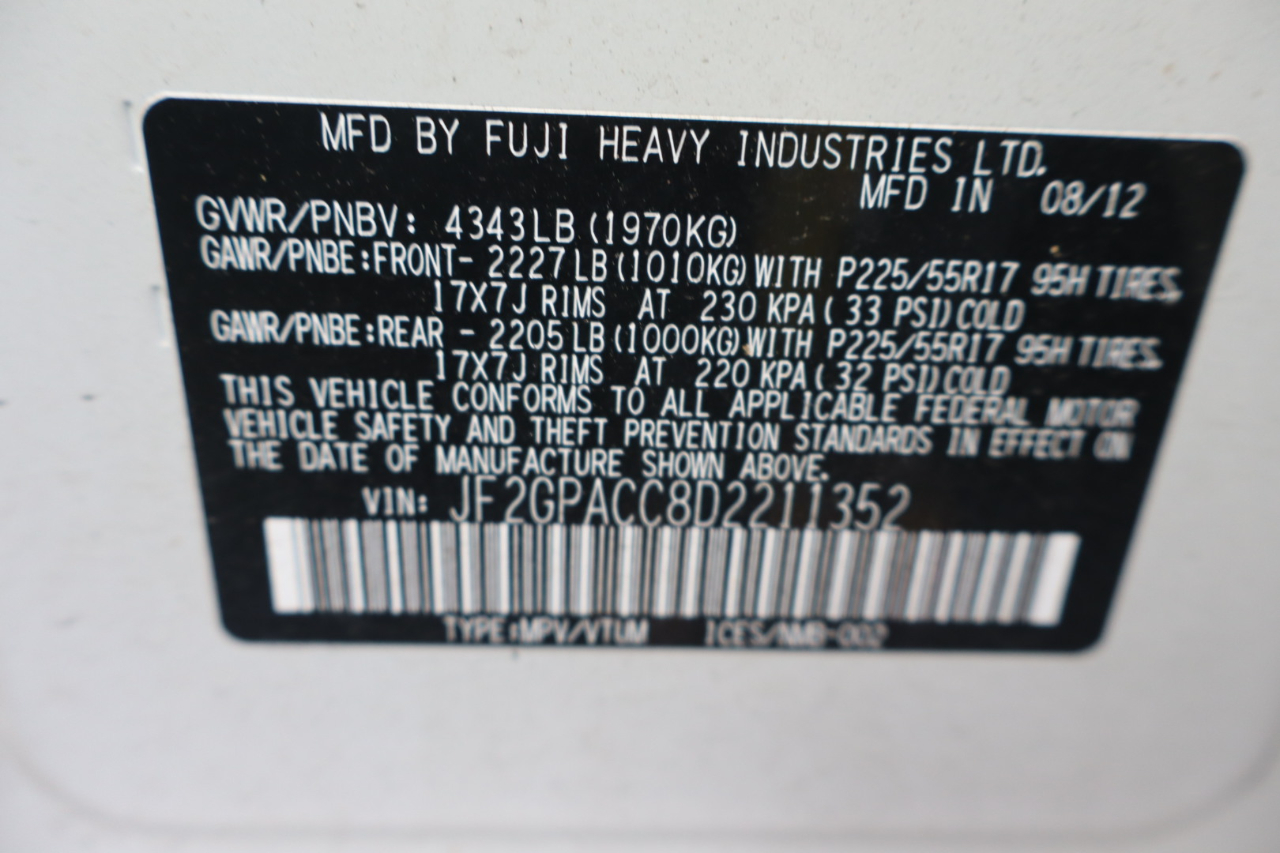 MFD BY FUJI HEAVY INDUSTRIES LTD.
MFD IN 08/12
GVWR/PNBV: 4343LB (1970KG)
GAWR/PNBE:FRONT- 2227LB(1010KG)WITH P225/55R17 95H TIRES,
17X7J RIMS AT 230 KPA( 33 PSI)COLD
GAWR/PNBE:REAR - 2205LB(1000KG)WITH P225/55R17 95H TIRES,
17X7J RIMS AT 220 KPA( 32 PSI)COLD
THIS VEHICLE CONFORMS TO ALL APPLICABLE FEDERAL MOTOR
VEHICLE SAFETY AND THEFT PREVENTION STANDARDS IN EFFECT ON
THE DATE OF MANUFACTURE SHOWN ABOVE.
VIN: JF2GPACC8D2211352
TYPE:MPV/VTUM ICES/NMB-002